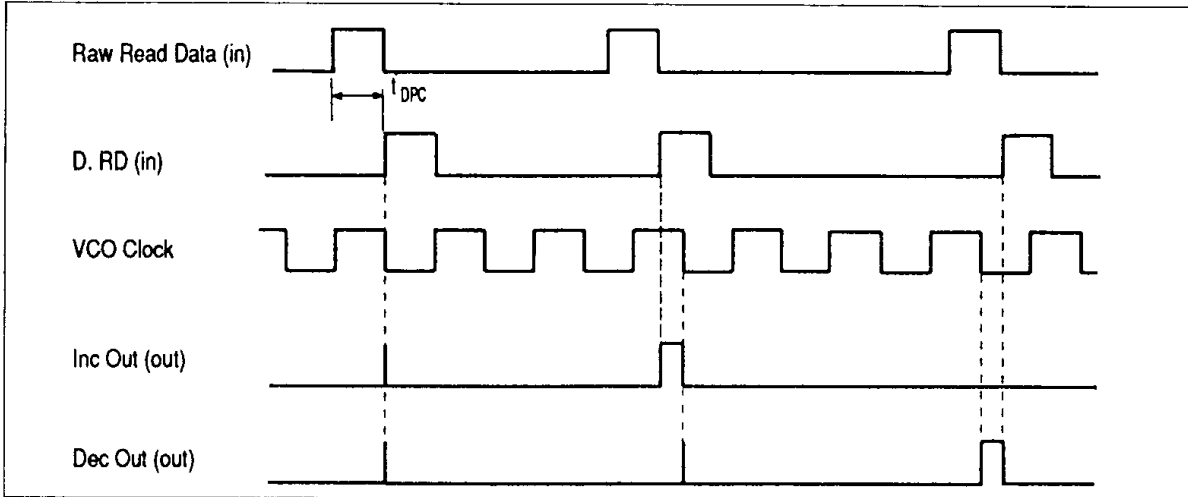 Raw Read Data (in)
t DPC
D. RD (in)
VCO Clock
Inc Out (out)
Dec Out (out)